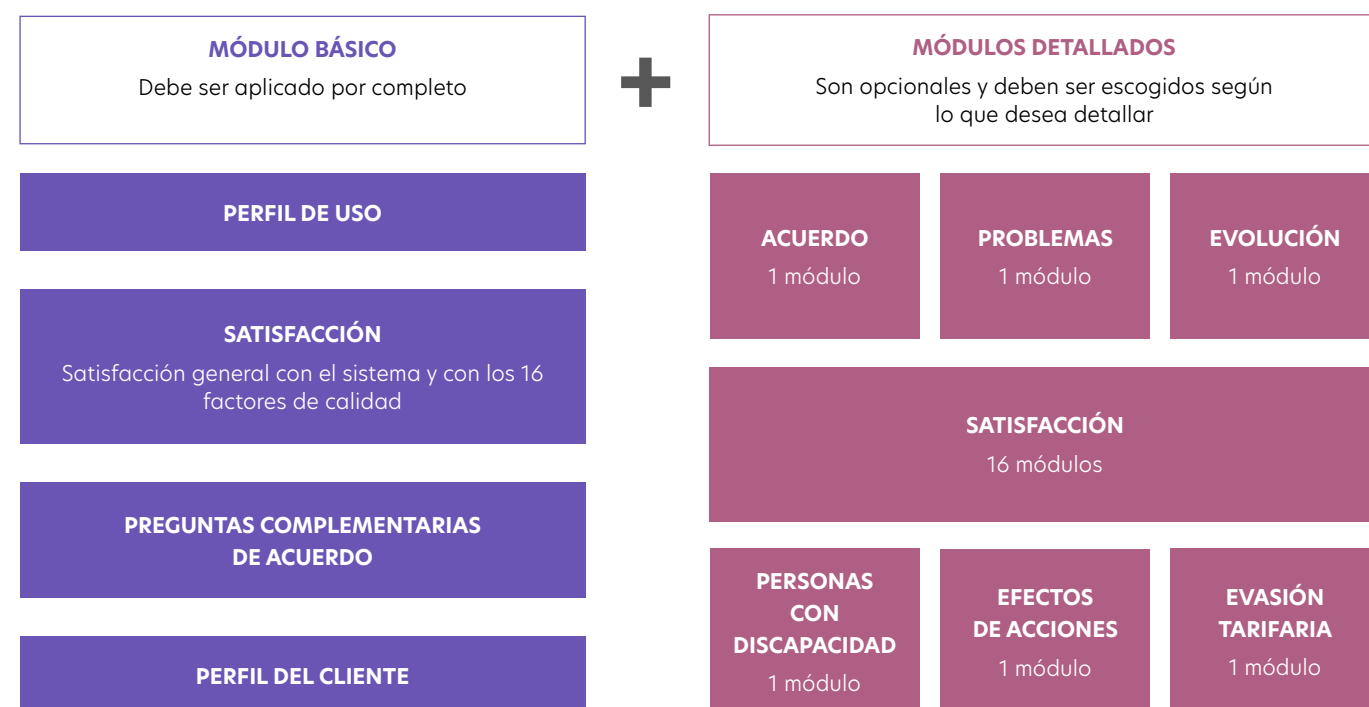 MÓDULO BÁSICO
Debe ser aplicado por completo
+
MÓDULOS DETALLADOS
Son opcionales y deben ser escogidos según
lo que desea detallar
PERFIL DE USO
SATISFACCIÓN
Satisfacción general con el sistema y con los 16
factores de calidad
PREGUNTAS COMPLEMENTARIAS
DE ACUERDO
PERFIL DEL CLIENTE
ACUERDO
1 módulo
PROBLEMAS
1 módulo
EVOLUCIÓN
1 módulo
SATISFACCIÓN
16 módulos
PERSONAS
CON
DISCAPACIDAD
1 módulo
EFECTOS
DE ACCIONES
1 módulo
EVASIÓN
TARIFARIA
1 módulo